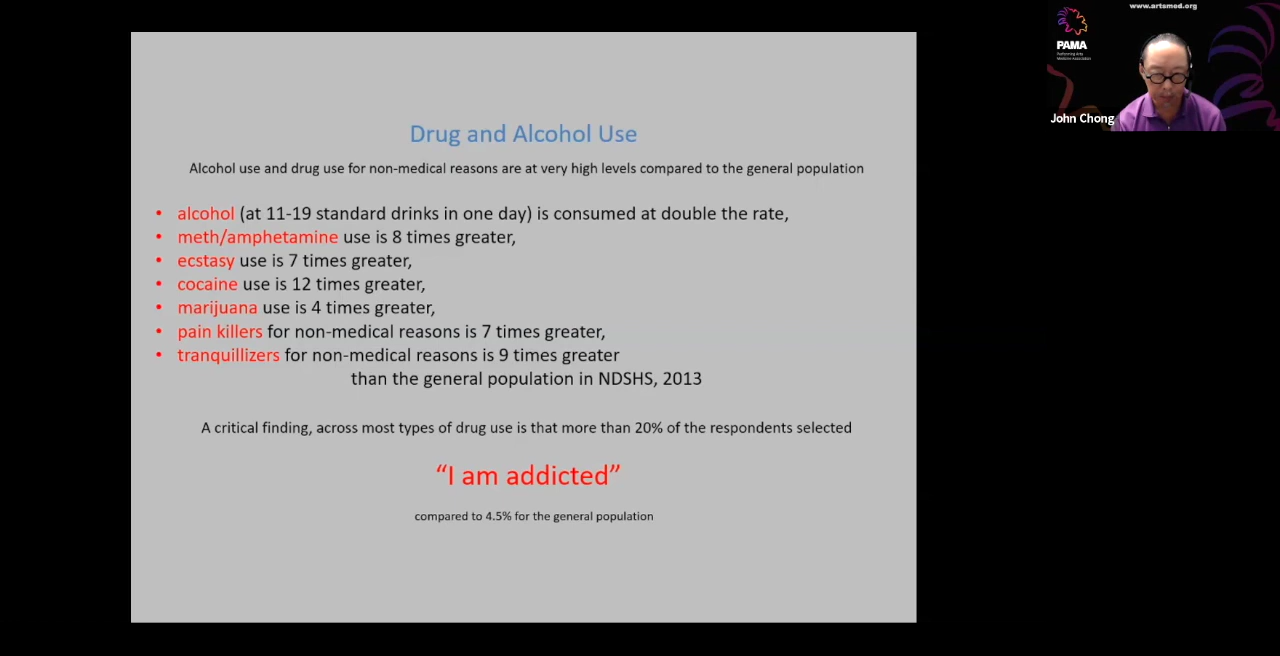 Drug and Alcohol Use
Alcohol use and drug use for non-medical reasons are at very high levels compared to the general population
• alcohol (at 11-19 standard drinks in one day) is consumed at double the rate,
• meth/amphetamine use is 8 times greater,
• ecstasy use is 7 times greater,
• cocaine use is 12 times greater,
• marijuana use is 4 times greater,
• pain killers for non-medical reasons is 7 times greater,
• tranquillizers for non-medical reasons is 9 times greater
than the general population in NDSHS, 2013
A critical finding, across most types of drug use is that more than 20% of the respondents selected
“I am addicted”
compared to 4.5% for the general population
www.artsmed.org
PAMA
Performing Arts
Medicine Association
John Chong